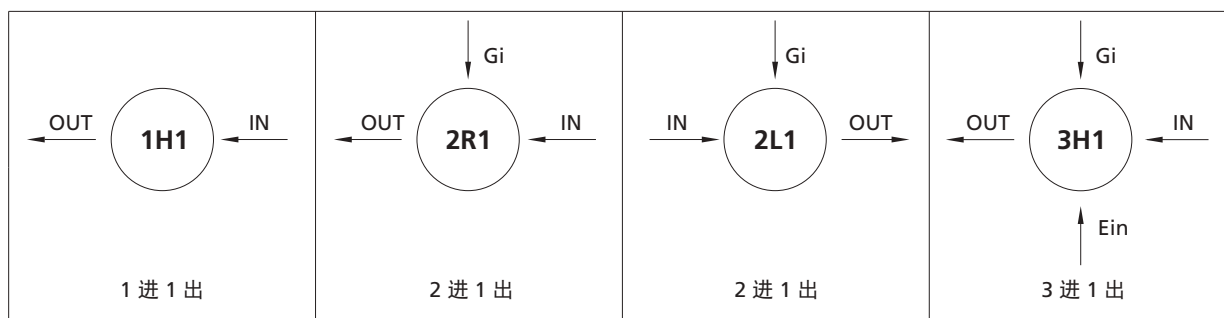 OUT
1H1
IN
1 进 1 出
Gi
OUT
2R1
IN
2 进 1 出
Gi
IN
2L1
OUT
2 进 1 出
Gi
OUT
3H1
IN
Ein
3 进 1 出